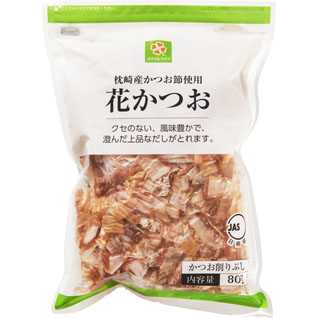 枕崎産かつお節使用
花かつお
クセのない、風味豊かで、
澄んだ上品なだしがとれます。
JAS
かつお削りぶし
内容量 80g